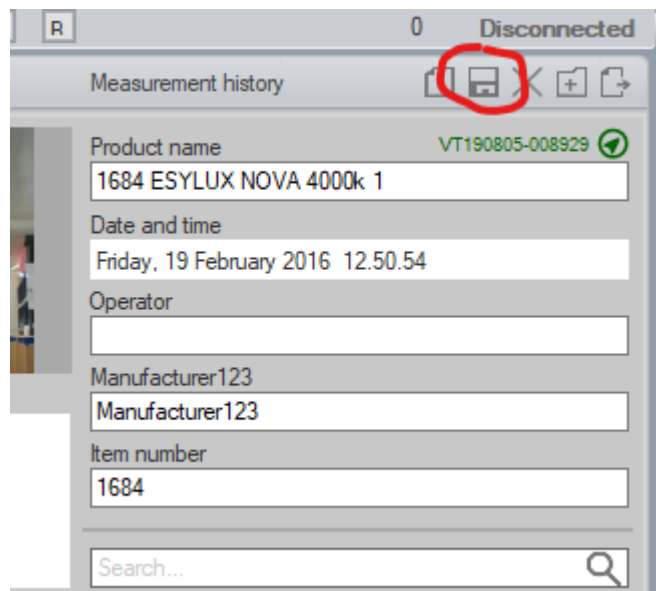 R
0 Disconnected
Measurement history
Product name VT190805-008929
1684 ESYLUX NOVA 4000k 1
Date and time
Friday, 19 February 2016 12.50.54
Operator
Manufacturer123
Manufacturer123
Item number
1684
Search...